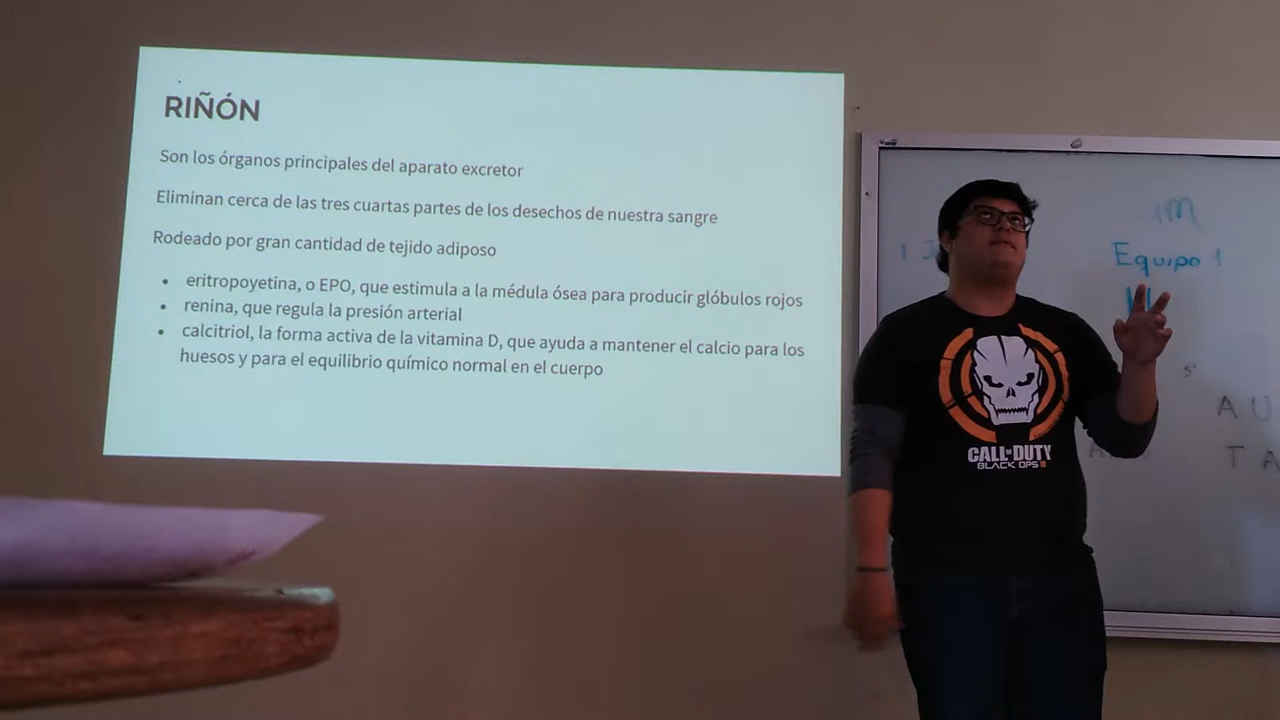 RIÑÓN
Son los órganos principales del aparato excretor
Eliminan cerca de las tres cuartas partes de los desechos de nuestra sangre
Rodeado por gran cantidad de tejido adiposo
• eritropoyetina, o EPO, que estimula a la médula ósea para producir glóbulos rojos
• renina, que regula la presión arterial
• calcitriol, la forma activa de la vitamina D, que ayuda a mantener el calcio para los
huesos y para el equilibrio químico normal en el cuerpo
Equipo 1
5'
A U
T A
CALL OF DUTY
BLACK OPS III